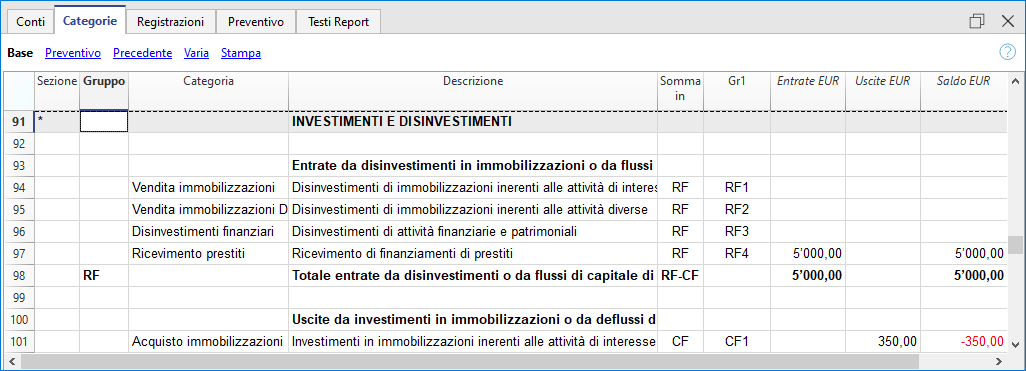 Conti Categorie Registrazioni Preventivo Testi Report
Base Preventivo Precedente Varia Stampa ?
Sezione Gruppo Categoria Descrizione Somma in Gr1 Entrate EUR Uscite EUR Saldo EUR
91 * INVESTIMENTI E DISINVESTIMENTI
92
93 Entrate da disinvestimenti in immobilizzazioni o da flussi
94 Vendita immobilizzazioni Disinvestimenti di immobilizzazioni inerenti alle attività di interes RF RF1
95 Vendita immobilizzazioni D Disinvestimenti di immobilizzazioni inerenti alle attività diverse RF RF2
96 Disinvestimenti finanziari Disinvestimenti di attività finanziarie e patrimoniali RF RF3
97 Ricevimento prestiti Ricevimento di finanziamenti di prestiti RF RF4 5'000,00 5'000,00
98 RF Totale entrate da disinvestimenti o da flussi di capitale di RF-CF 5'000,00 5'000,00
99
100 Uscite da investimenti in immobilizzazioni o da deflussi d
101 Acquisto immobilizzazioni Investimenti in immobilizzazioni inerenti alle attività di interesse CF CF1 350,00 -350,00